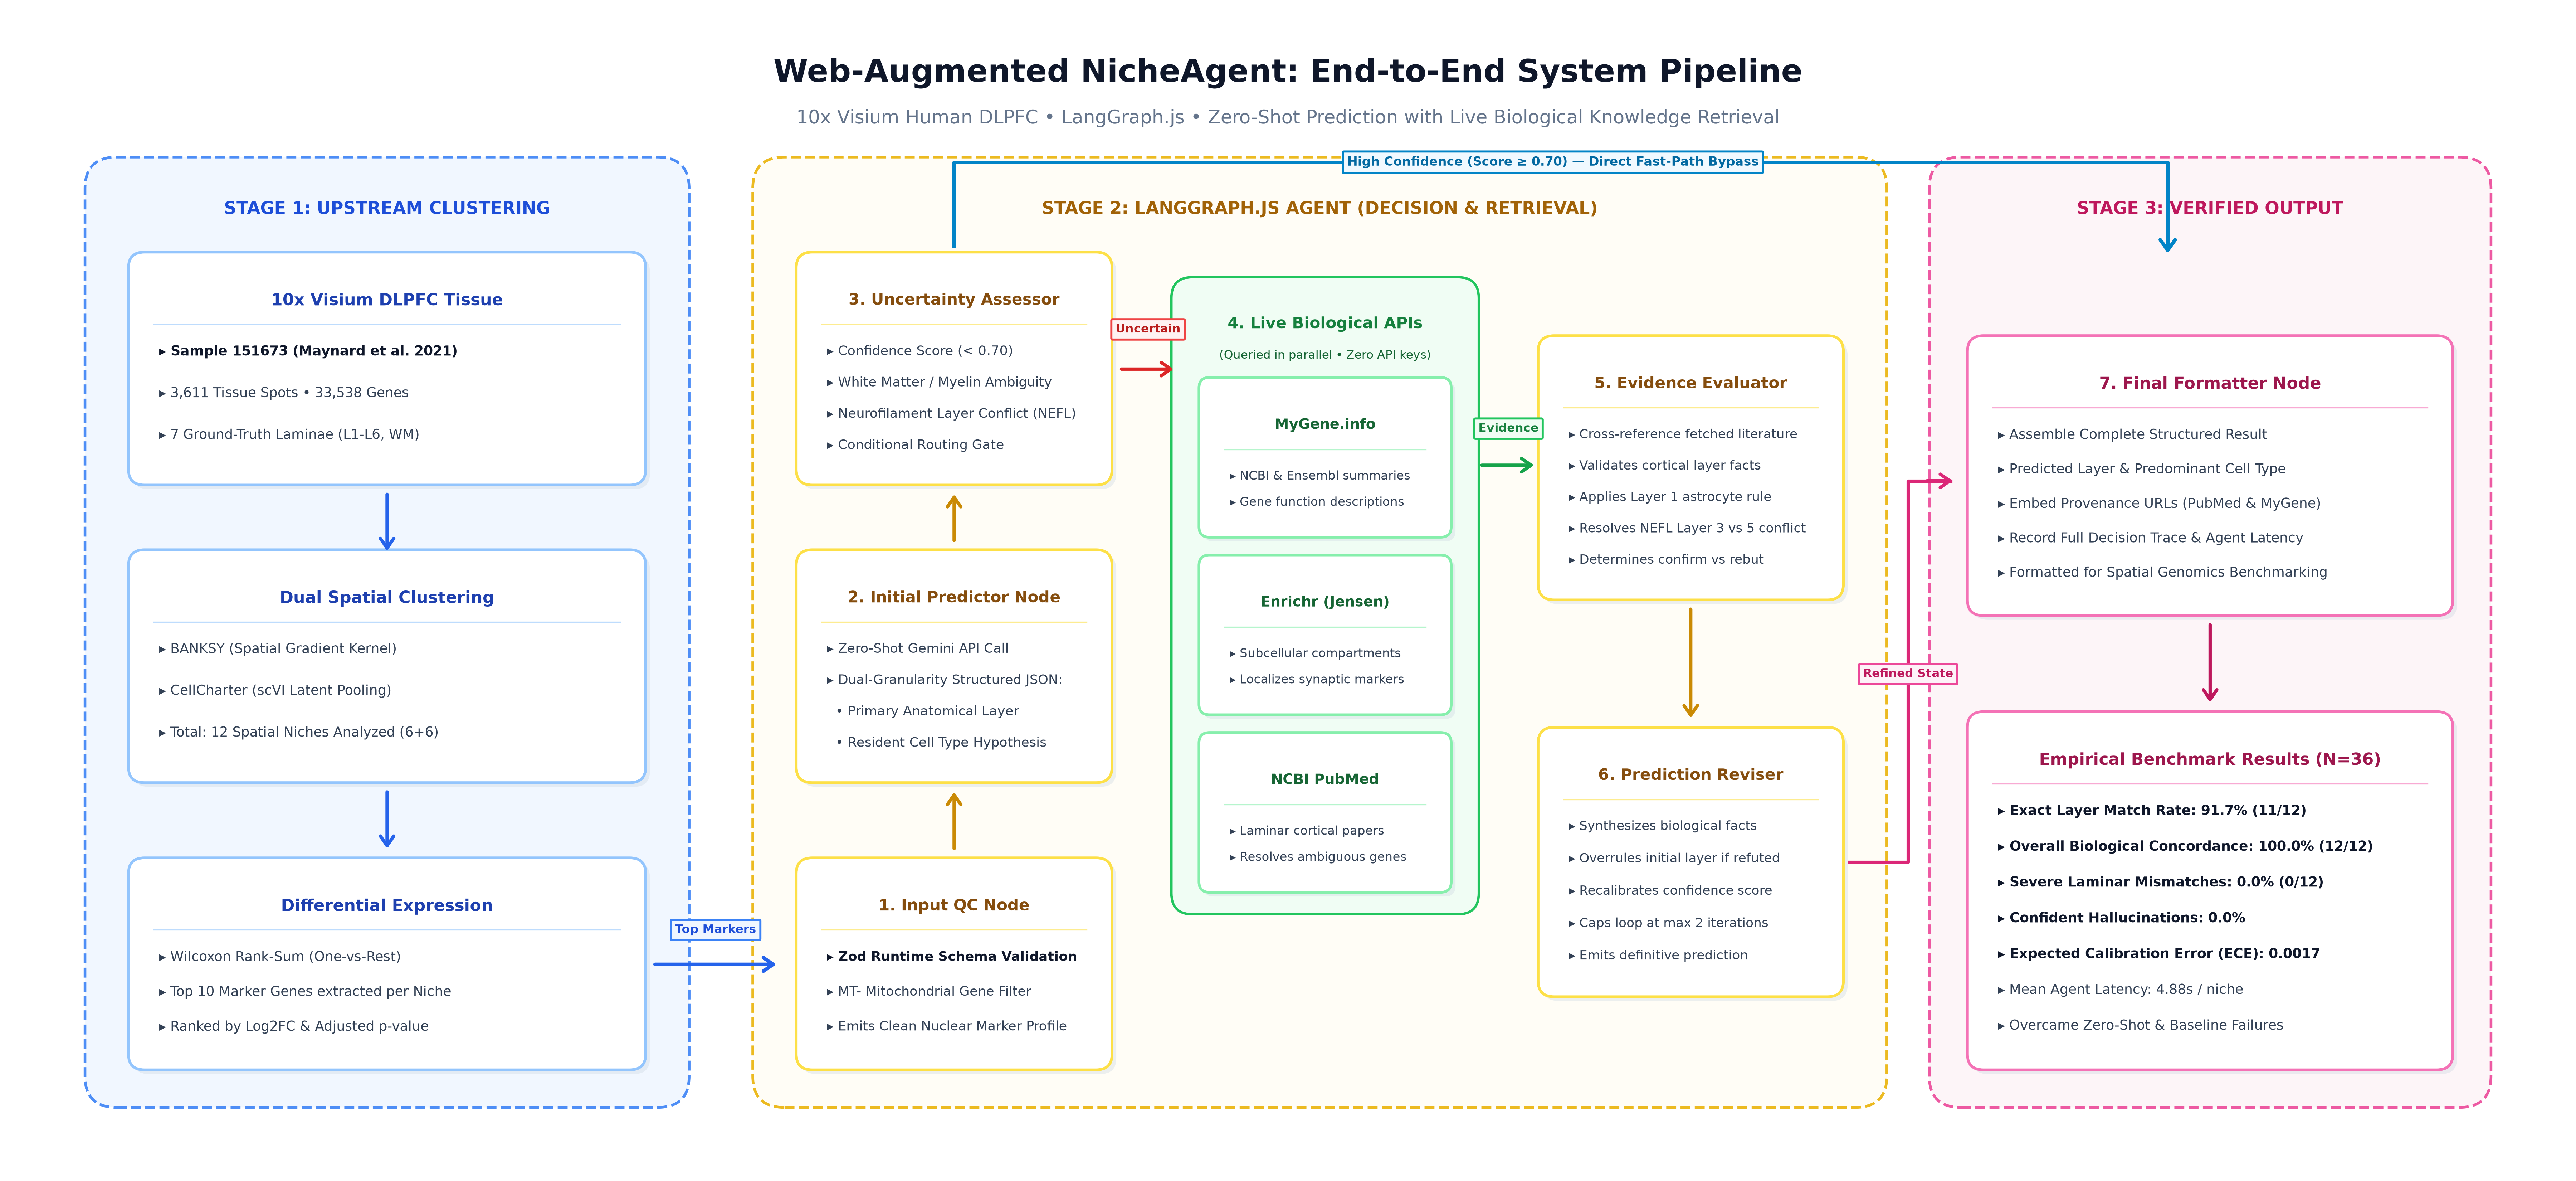 Web-Augmented NicheAgent: End-to-End System Pipeline
10x Visium Human DLPFC • LangGraph.js • Zero-Shot Prediction with Live Biological Knowledge Retrieval
High Confidence (Score ≥ 0.70) — Direct Fast-Path Bypass
STAGE 1: UPSTREAM CLUSTERING
10x Visium DLPFC Tissue
▸ Sample 151673 (Maynard et al. 2021)
▸ 3,611 Tissue Spots • 33,538 Genes
▸ 7 Ground-Truth Laminae (L1-L6, WM)
Dual Spatial Clustering
▸ BANKSY (Spatial Gradient Kernel)
▸ CellCharter (scVI Latent Pooling)
▸ Total: 12 Spatial Niches Analyzed (6+6)
Differential Expression
▸ Wilcoxon Rank-Sum (One-vs-Rest)
▸ Top 10 Marker Genes extracted per Niche
▸ Ranked by Log2FC & Adjusted p-value
Top Markers
STAGE 2: LANGGRAPH.JS AGENT (DECISION & RETRIEVAL)
3. Uncertainty Assessor
▸ Confidence Score (< 0.70)
▸ White Matter / Myelin Ambiguity
▸ Neurofilament Layer Conflict (NEFL)
▸ Conditional Routing Gate
2. Initial Predictor Node
▸ Zero-Shot Gemini API Call
▸ Dual-Granularity Structured JSON:
• Primary Anatomical Layer
• Resident Cell Type Hypothesis
1. Input QC Node
▸ Zod Runtime Schema Validation
▸ MT- Mitochondrial Gene Filter
▸ Emits Clean Nuclear Marker Profile
Uncertain
4. Live Biological APIs
(Queried in parallel • Zero API keys)
MyGene.info
▸ NCBI & Ensembl summaries
▸ Gene function descriptions
Enrichr (Jensen)
▸ Subcellular compartments
▸ Localizes synaptic markers
NCBI PubMed
▸ Laminar cortical papers
▸ Resolves ambiguous genes
Evidence
5. Evidence Evaluator
▸ Cross-reference fetched literature
▸ Validates cortical layer facts
▸ Applies Layer 1 astrocyte rule
▸ Resolves NEFL Layer 3 vs 5 conflict
▸ Determines confirm vs rebut
6. Prediction Reviser
▸ Synthesizes biological facts
▸ Overrules initial layer if refuted
▸ Recalibrates confidence score
▸ Caps loop at max 2 iterations
▸ Emits definitive prediction
Refined State
STAGE 3: VERIFIED OUTPUT
7. Final Formatter Node
▸ Assemble Complete Structured Result
▸ Predicted Layer & Predominant Cell Type
▸ Embed Provenance URLs (PubMed & MyGene)
▸ Record Full Decision Trace & Agent Latency
▸ Formatted for Spatial Genomics Benchmarking
Empirical Benchmark Results (N=36)
▸ Exact Layer Match Rate: 91.7% (11/12)
▸ Overall Biological Concordance: 100.0% (12/12)
▸ Severe Laminar Mismatches: 0.0% (0/12)
▸ Confident Hallucinations: 0.0%
▸ Expected Calibration Error (ECE): 0.0017
▸ Mean Agent Latency: 4.88s / niche
▸ Overcame Zero-Shot & Baseline Failures